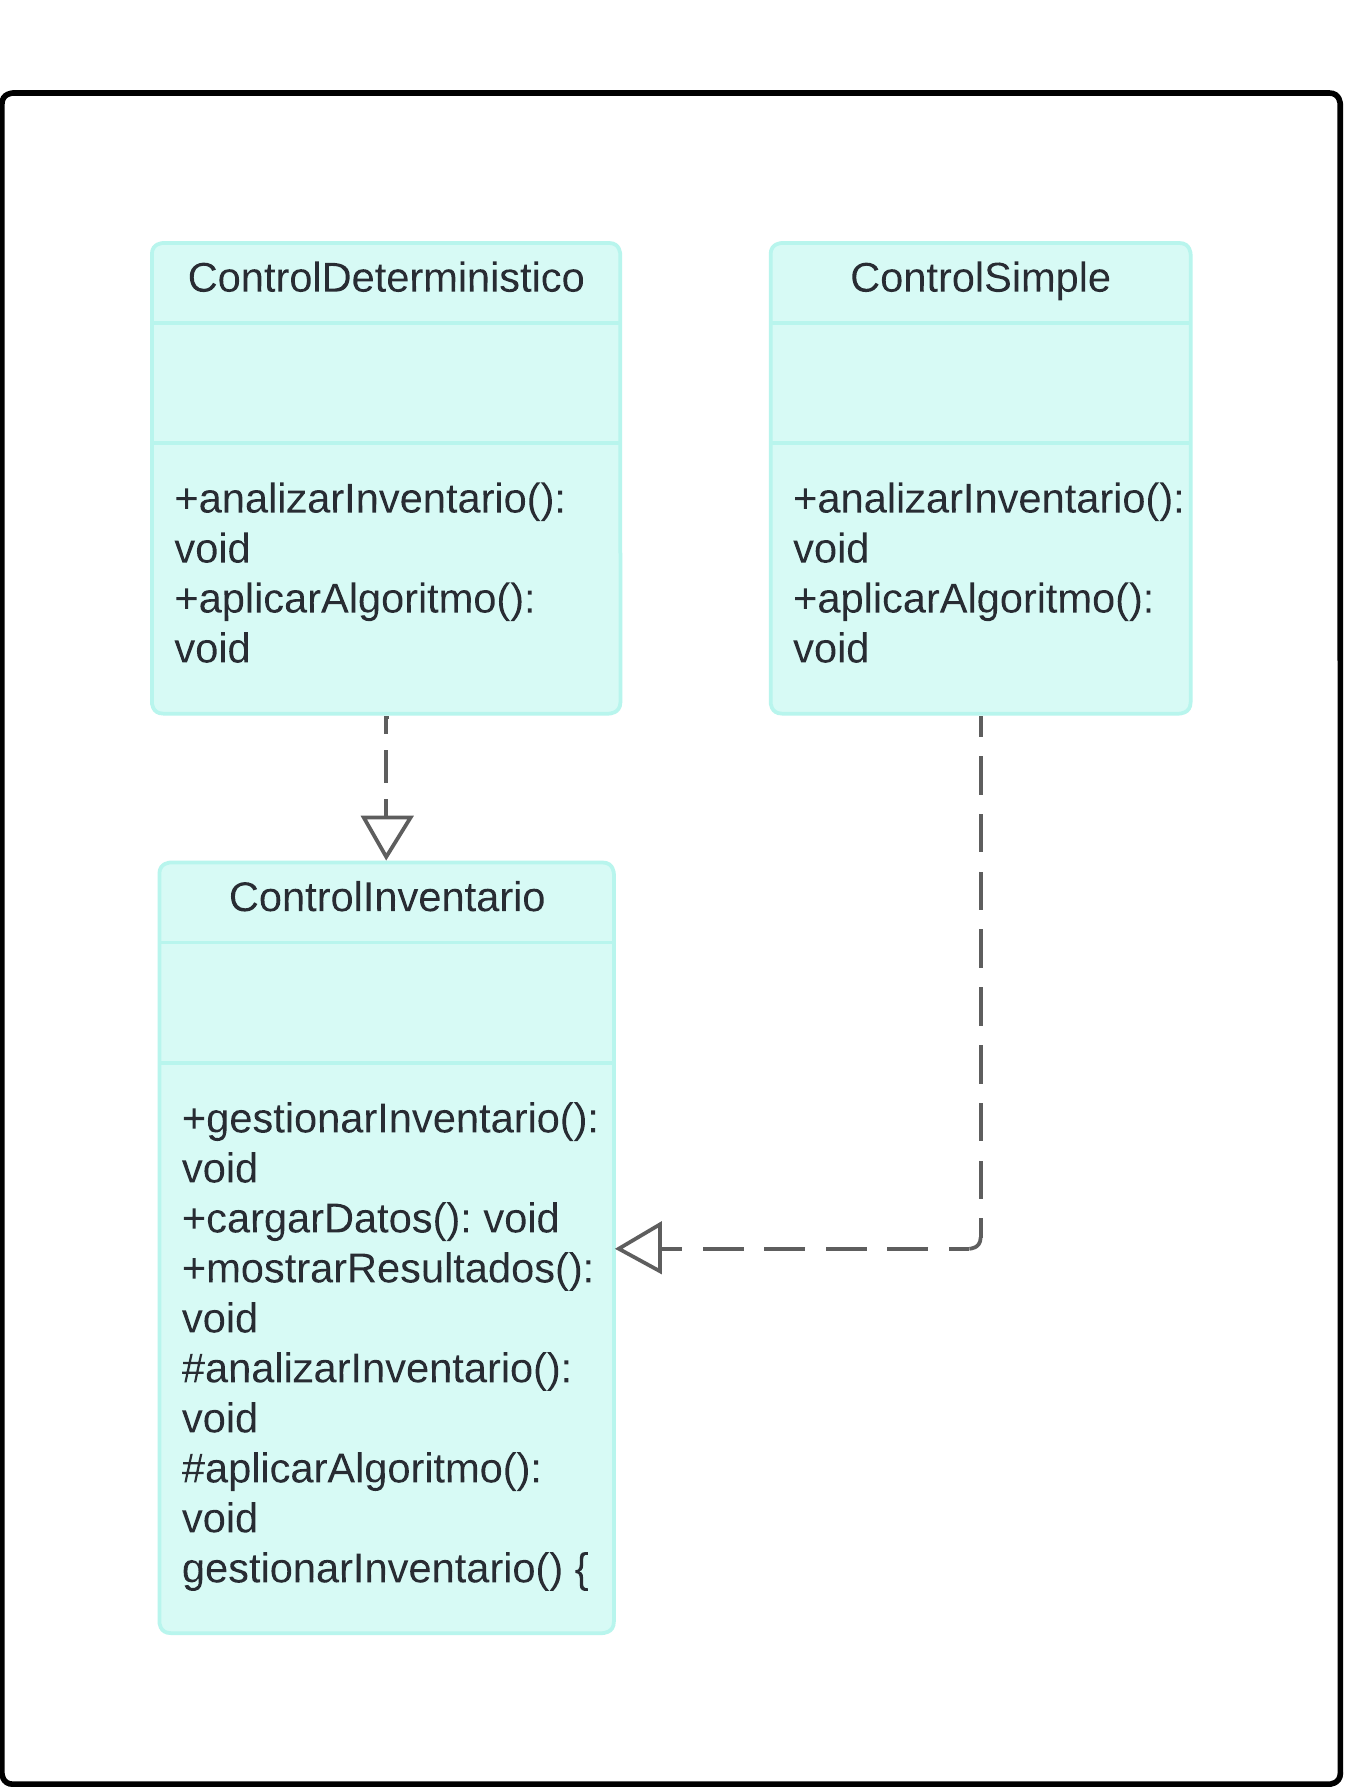 ControlDeterministico
+analizarInventario():
void
+aplicarAlgoritmo():
void
ControlSimple
+analizarInventario():
void
+aplicarAlgoritmo():
void
ControlInventario
+gestionarInventario():
void
+cargarDatos(): void
+mostrarResultados():
void
#analizarInventario():
void
#aplicarAlgoritmo():
void
gestionarInventario() {